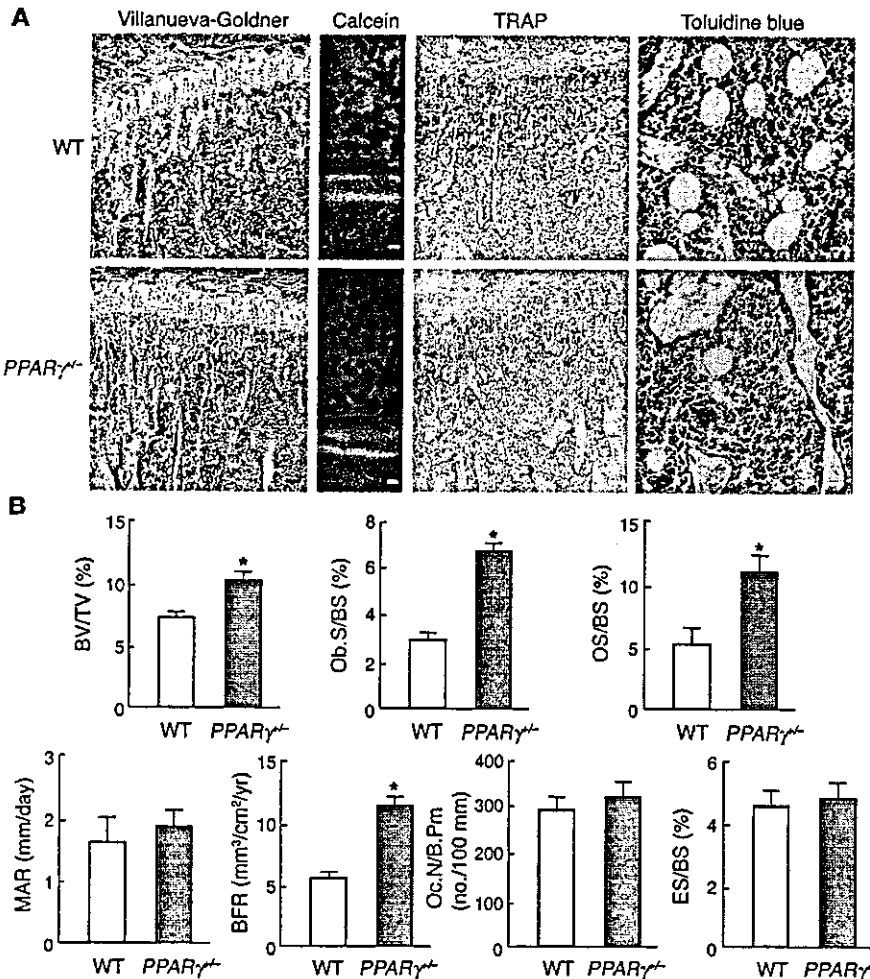 A
Villanueva-Goldner Calcein TRAP Toluidine blue
WT
PPARγ+/-
B
BV/TV (%)
15
10
5
0
*
WT PPARγ+/-
Ob.S/BS (%)
8
6
4
2
0
*
WT PPARγ+/-
OS/BS (%)
15
10
5
0
*
WT PPARγ+/-
MAR (mm/day)
3
2
1
0
WT PPARγ+/-
BFR (mm³/cm²/yr)
15
10
5
0
*
WT PPARγ+/-
Oc.N/B.Pm
(no./100 mm)
400
300
200
100
0
WT PPARγ+/-
ES/BS (%)
6
4
2
0
WT PPARγ+/-